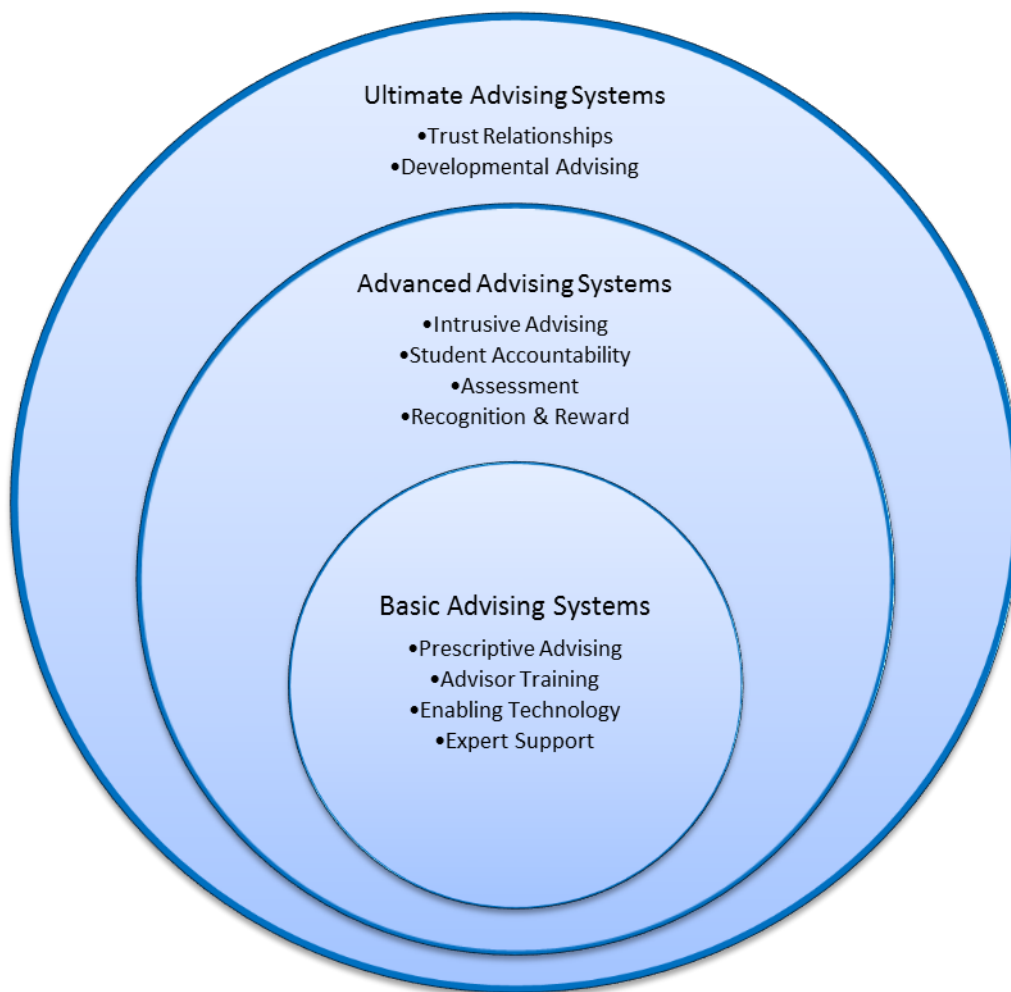 Ultimate Advising Systems
•Trust Relationships
•Developmental Advising
Advanced Advising Systems
•Intrusive Advising
•Student Accountability
•Assessment
•Recognition & Reward
Basic Advising Systems
•Prescriptive Advising
•Advisor Training
•Enabling Technology
•Expert Support